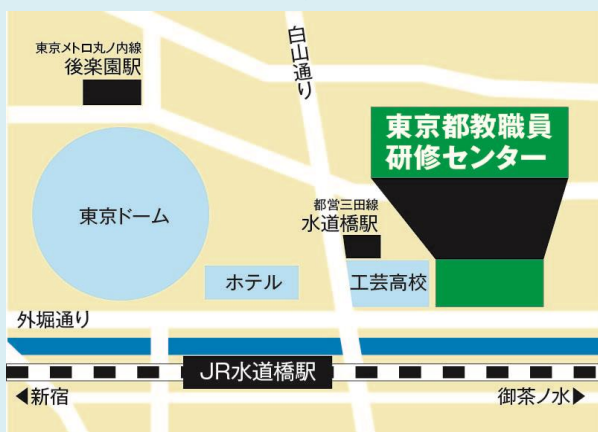 東京メトロ丸ノ内線
後楽園駅
白山通り
東京都教職員
研修センター
東京ドーム
都営三田線
水道橋駅
ホテル
工芸高校
外堀通り
JR水道橋駅
◀新宿
御茶ノ水▶